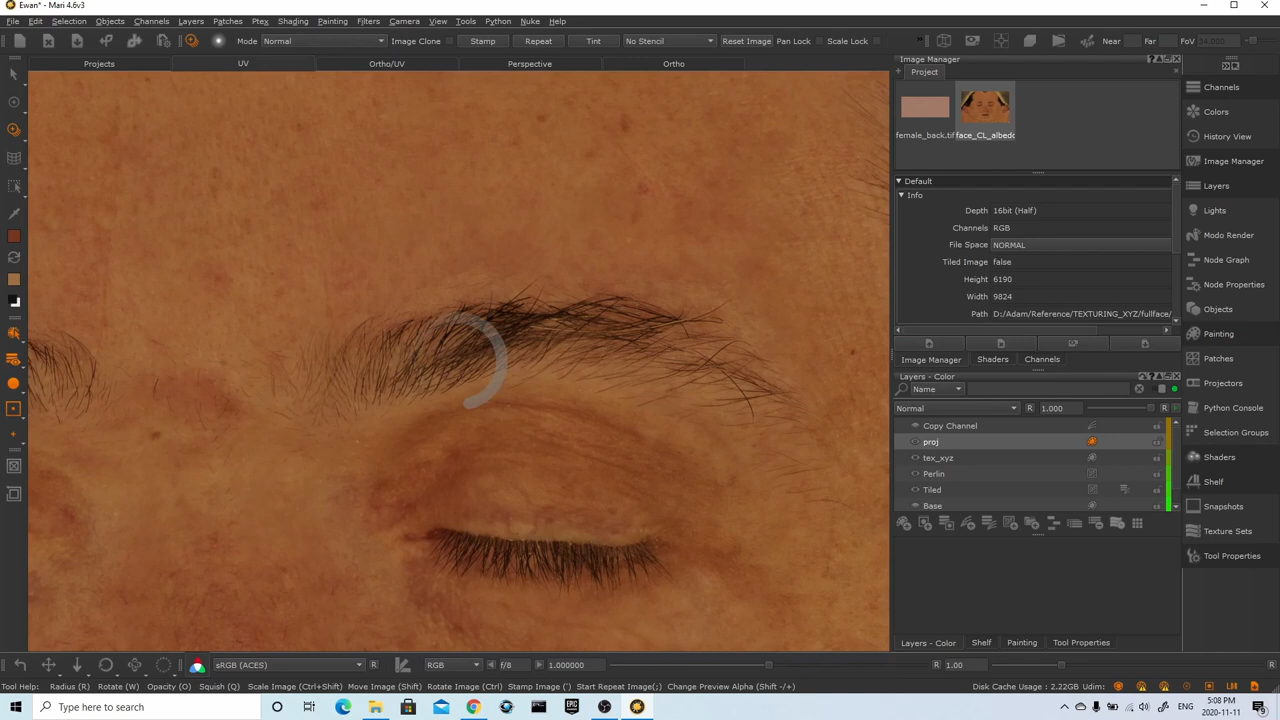 Ewan* - Mari 4.6v3
File Edit Selection Objects Channels Layers Patches Ptex Shading Painting Filters Camera View Tools Python Nuke Help
Mode Normal Image Clone Stamp Repeat Tint No Stencil Reset Image Pan Lock Scale Lock Near Far FoV 24.000
Projects UV Ortho/UV Perspective Ortho
Image Manager
Project
female_back.tif face_CL_albedo
Default
Info
Depth 16bit (Half)
Channels RGB
File Space NORMAL
Tiled Image false
Height 6190
Width 9824
Path D:/Adam/Reference/TEXTURING_XYZ/fullface/
Image Manager Shaders Channels
Layers - Color
Name
Normal R 1.000 R
Copy Channel
proj
tex_xyz
Perlin
Tiled
Base
Layers - Color Shelf Painting Tool Properties
Channels
Colors
History View
Image Manager
Layers
Lights
Modo Render
Node Graph
Node Properties
Objects
Painting
Patches
Projectors
Python Console
Selection Groups
Shaders
Shelf
Snapshots
Texture Sets
Tool Properties
sRGB (ACES) R RGB f/8 1.000000 R 1.00 R
Tool Help: Radius (R) Rotate (W) Opacity (O) Squish (Q) Scale Image (Ctrl+Shift) Move Image (Shift) Rotate Image (Ctrl) Stamp Image (') Start Repeat Image(;) Change Preview Alpha (Shift -/+) Disk Cache Usage : 2.22GB Udim:
Type here to search
5:08 PM
2020-11-11